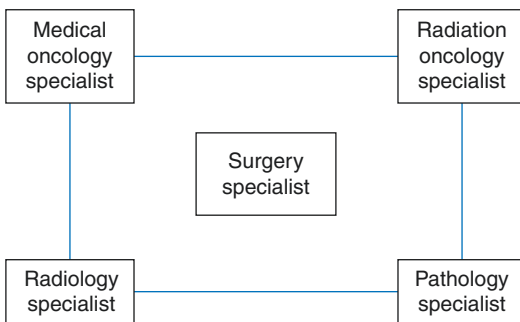 Medical
oncology
specialist
Radiation
oncology
specialist
Surgery
specialist
Radiology
specialist
Pathology
specialist